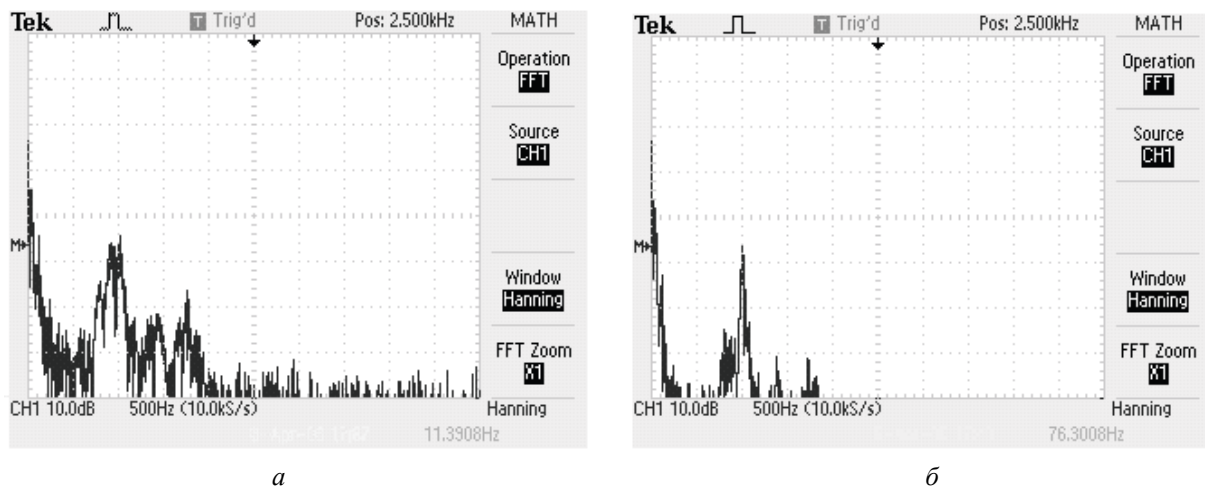 Tek T Trig'd Pos: 2.500kHz MATH
Operation
FFT
Source
CH1
M
Window
Hanning
FFT Zoom
X1
CH1 10.0dB 500Hz (10.0kS/s) Hanning
11.3908Hz
а
Tek T Trig'd Pos: 2.500kHz MATH
Operation
FFT
Source
CH1
M
Window
Hanning
FFT Zoom
X1
CH1 10.0dB 500Hz (10.0kS/s) Hanning
76.3008Hz
б